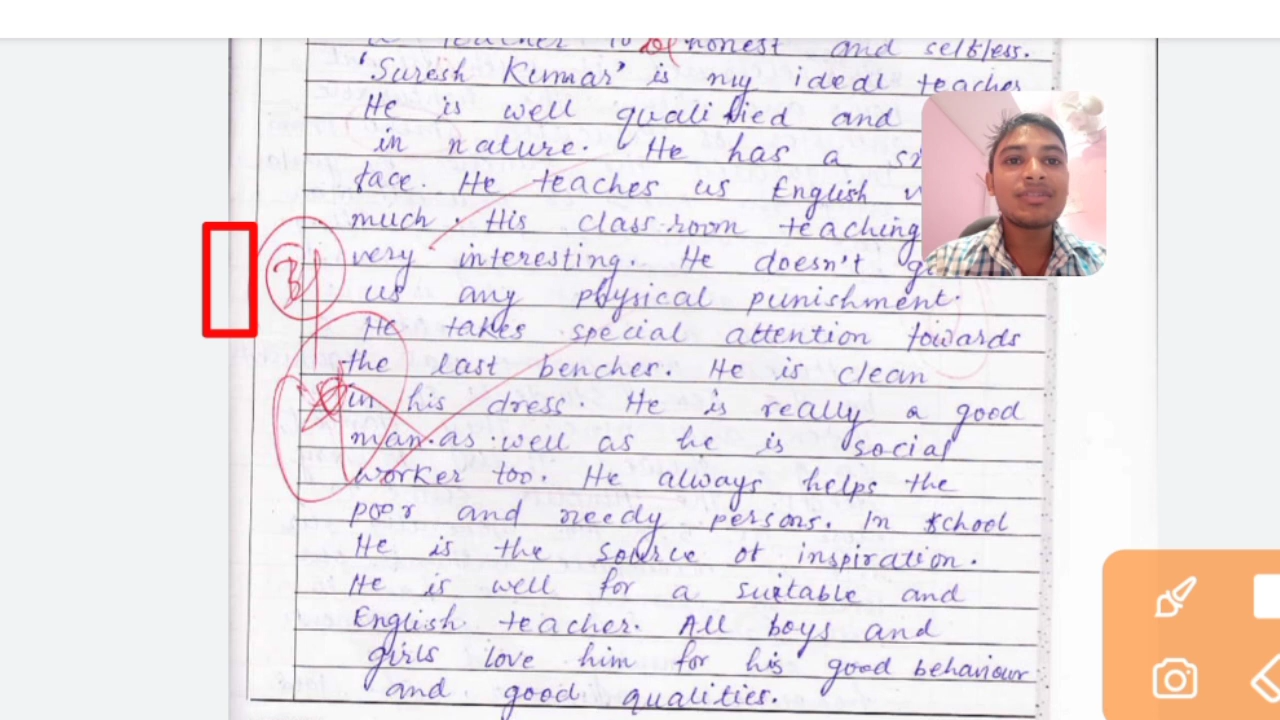 a teacher is honest and selfless.
'Suresh Kumar' is my ideal teacher
He is well qualified and
in nature. He has a
face. He teaches us English
much. His class-room teaching
very interesting. He doesn't
us any physical punishment.
He takes special attention towards
the last bencher. He is clean
in his dress. He is really a good
man. as well as he is social
worker too. He always helps the
poor and needy persons. In school
He is the source of inspiration.
He is well for a suitable and
English teacher. All boys and
girls love him for his good behaviour
and good qualities.